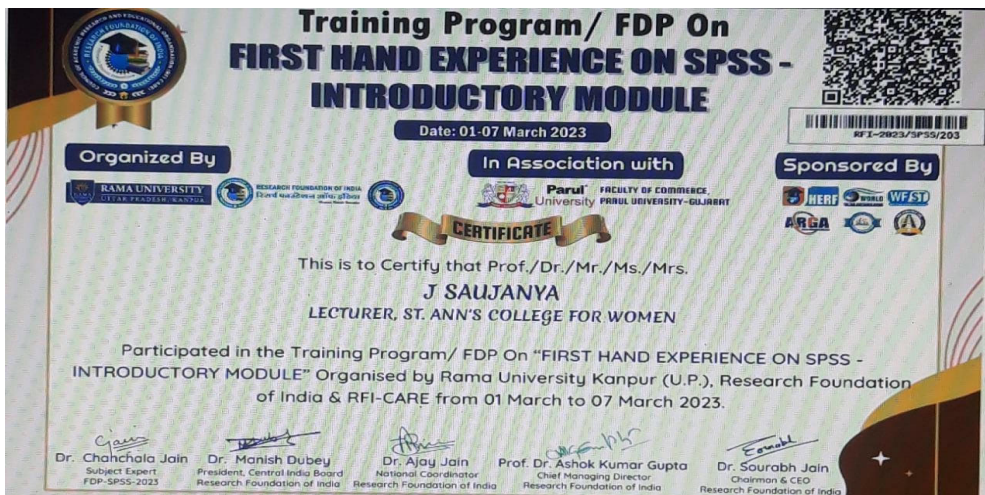 Training Program/ FDP On
FIRST HAND EXPERIENCE ON SPSS -
INTRODUCTORY MODULE
Date: 01-07 March 2023
RFI-2023/SPSS/203
Organized By
In Association with
Sponsored By
RAMA UNIVERSITY
UTTAR PRADESH, KANPUR
RESEARCH FOUNDATION OF INDIA
रिसर्च फाउन्डेशन ऑफ इंडिया
Parul University
FACULTY OF COMMERCE,
PARUL UNIVERSITY-GUJARAT
HERF
WORLD
WFST
ARGA
CERTIFICATE
This is to Certify that Prof./Dr./Mr./Ms./Mrs.
J SAUJANYA
LECTURER, ST. ANN'S COLLEGE FOR WOMEN
Participated in the Training Program/ FDP On "FIRST HAND EXPERIENCE ON SPSS -
INTRODUCTORY MODULE" Organised by Rama University Kanpur (U.P.), Research Foundation
of India & RFI-CARE from 01 March to 07 March 2023.
Dr. Chahchala Jain
Subject Expert
FDP-SPSS-2023
Dr. Manish Dubey
President, Central India Board
Research Foundation of India
Dr. Ajay Jain
National Coordinator
Research Foundation of India
Prof. Dr. Ashok Kumar Gupta
Chief Managing Director
Research Foundation of India
Dr. Sourabh Jain
Chairman & CEO
Research Foundation of India